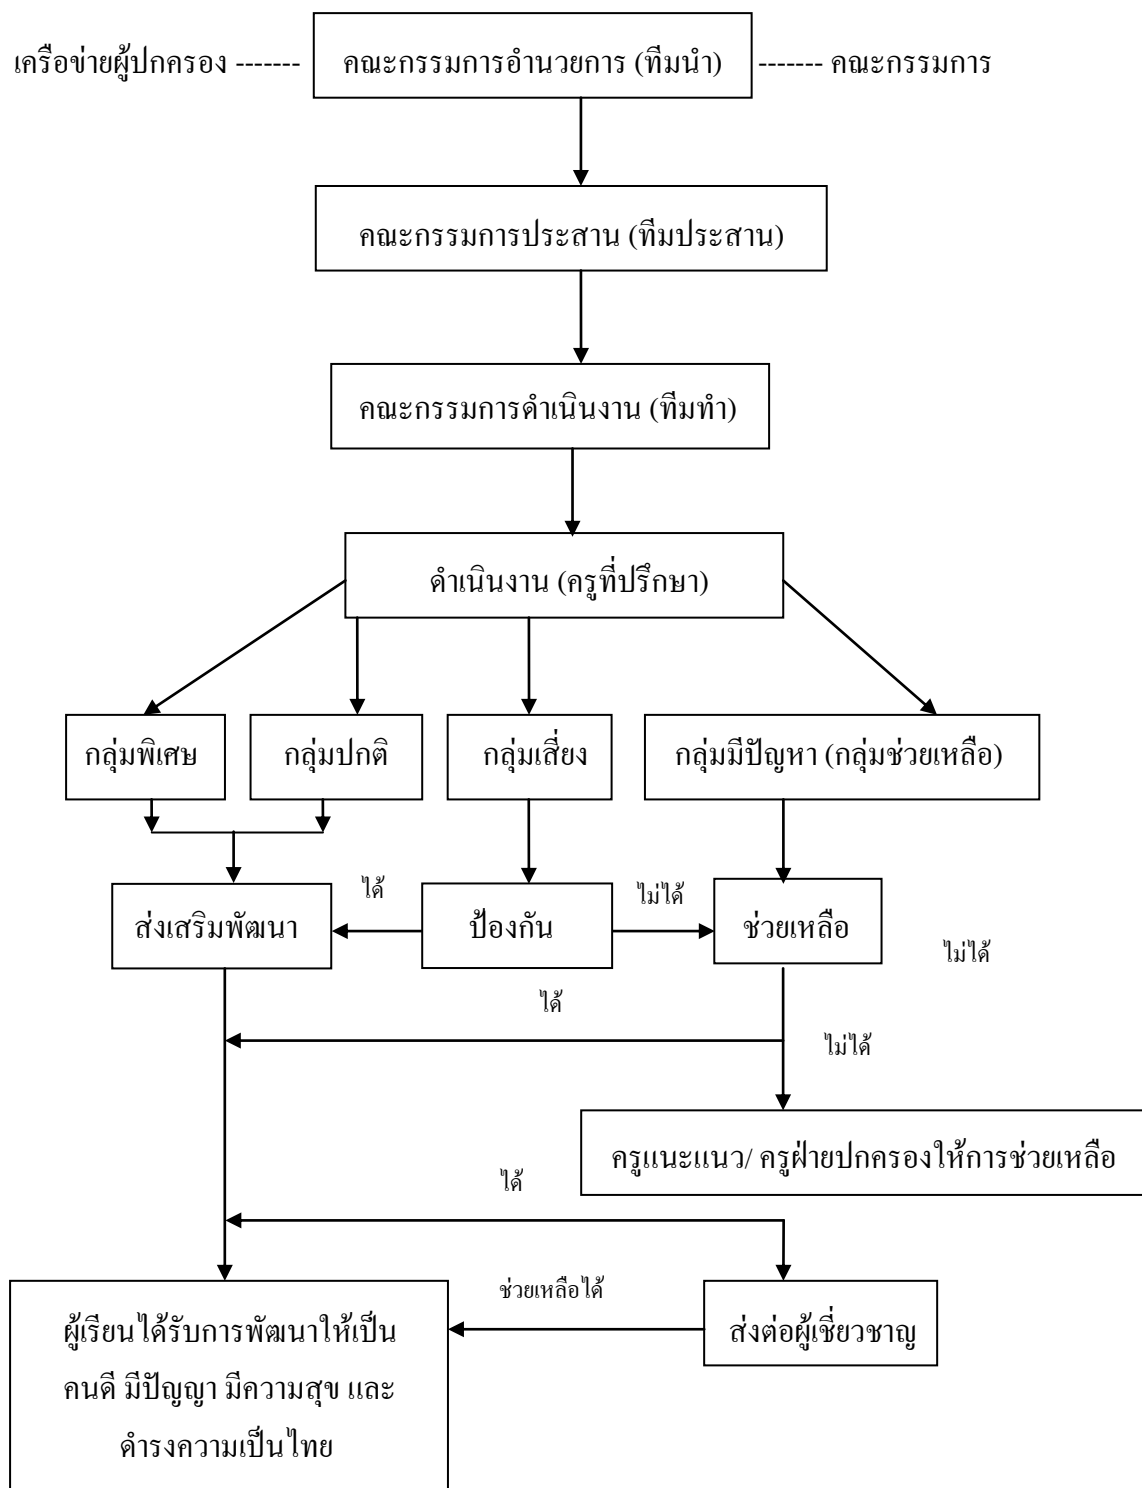 เครือข่ายผู้ปกครอง ------- คณะกรรมการอำนวยการ (ทีมนำ) ------- คณะกรรมการ
คณะกรรมการประสาน (ทีมประสาน)
คณะกรรมการดำเนินงาน (ทีมทำ)
ดำเนินงาน (ครูที่ปรึกษา)
กลุ่มพิเศษ
กลุ่มปกติ
กลุ่มเสี่ยง
กลุ่มมีปัญหา (กลุ่มช่วยเหลือ)
ส่งเสริมพัฒนา
ได้
ป้องกัน
ไม่ได้
ช่วยเหลือ
ไม่ได้
ได้
ไม่ได้
ครูแนะแนว/ ครูฝ่ายปกครองให้การช่วยเหลือ
ได้
ช่วยเหลือได้
ส่งต่อผู้เชี่ยวชาญ
ผู้เรียนได้รับการพัฒนาให้เป็น
คนดี มีปัญญา มีความสุข และ
ดำรงความเป็นไทย